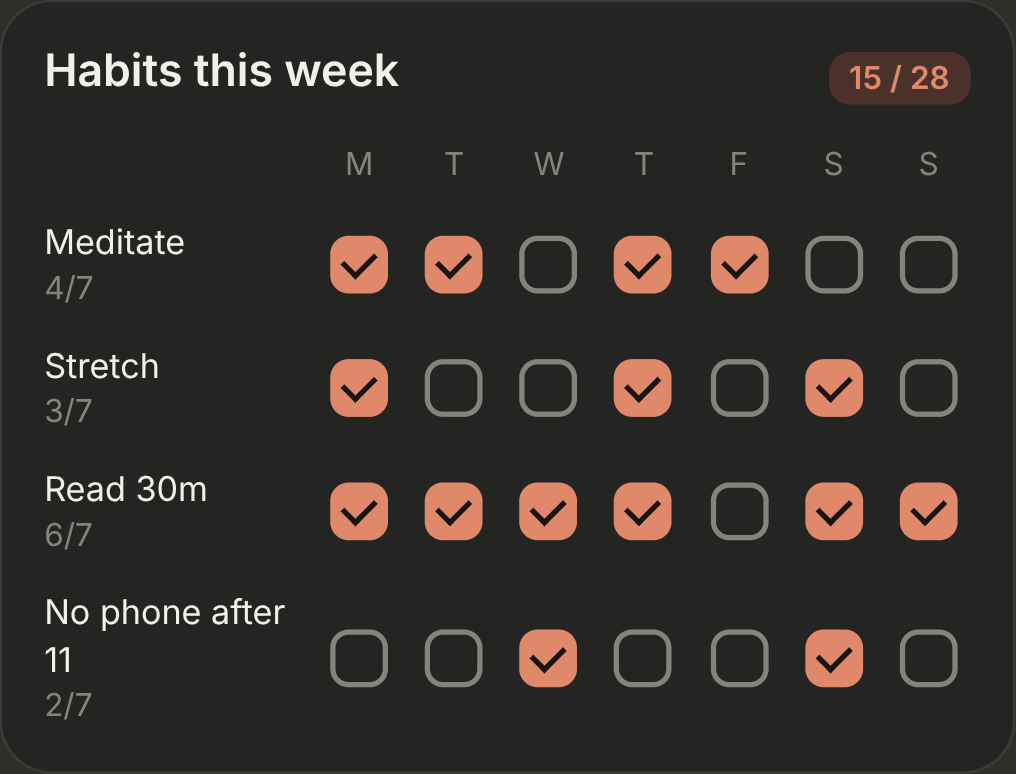 Habits this week
15 / 28
M T W T F S S
Meditate
4/7
Stretch
3/7
Read 30m
6/7
No phone after
11
2/7